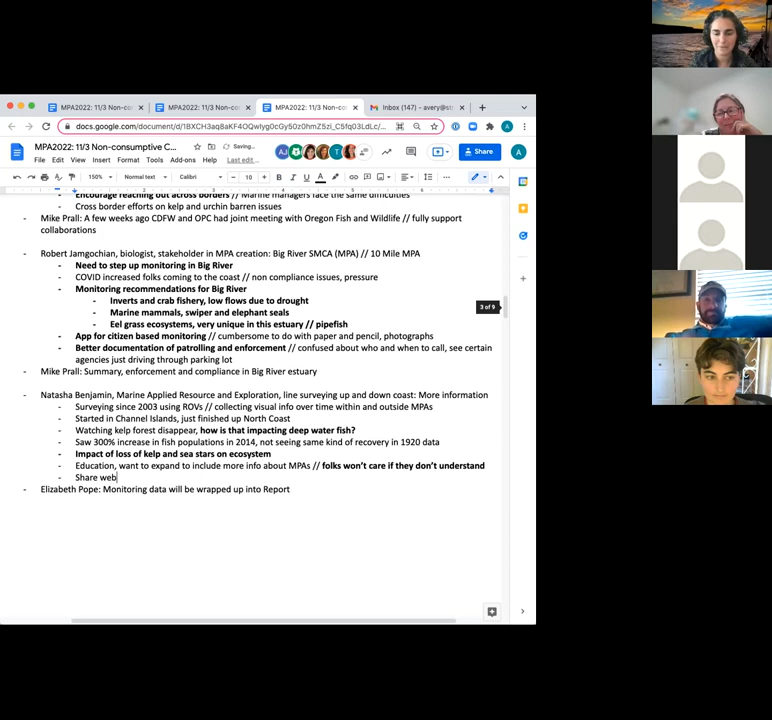 MPA2022: 11/3 Non-con
MPA2022: 11/3 Non-con
MPA2022: 11/3 Non-con
Inbox (147) - avery@str
docs.google.com/document/d/1BXCH3aq8aKF4OQwlyg0cGy50z0hmZ5zi_C5fq03LdLc/...
MPA2022: 11/3 Non-consumptive C...
Saving...
File Edit View Insert Format Tools Add-ons Help Last edit ...
AJ
T
Share
A
150% Normal text Calibri 10
B I U A
Encourage reaching out across borders // Marine managers face the same difficulties
- Cross border efforts on kelp and urchin barren issues
- Mike Prall: A few weeks ago CDFW and OPC had joint meeting with Oregon Fish and Wildlife // fully support
collaborations
- Robert Jamgochian, biologist, stakeholder in MPA creation: Big River SMCA (MPA) // 10 Mile MPA
- Need to step up monitoring in Big River
- COVID increased folks coming to the coast // non compliance issues, pressure
- Monitoring recommendations for Big River
- Inverts and crab fishery, low flows due to drought
- Marine mammals, swiper and elephant seals
- Eel grass ecosystems, very unique in this estuary // pipefish
- App for citizen based monitoring // cumbersome to do with paper and pencil, photographs
- Better documentation of patrolling and enforcement // confused about who and when to call, see certain
agencies just driving through parking lot
- Mike Prall: Summary, enforcement and compliance in Big River estuary
- Natasha Benjamin, Marine Applied Resource and Exploration, line surveying up and down coast: More information
- Surveying since 2003 using ROVs // collecting visual info over time within and outside MPAs
- Started in Channel Islands, just finished up North Coast
- Watching kelp forest disappear, how is that impacting deep water fish?
- Saw 300% increase in fish populations in 2014, not seeing same kind of recovery in 1920 data
- Impact of loss of kelp and sea stars on ecosystem
- Education, want to expand to include more info about MPAs // folks won't care if they don't understand
- Share web
- Elizabeth Pope: Monitoring data will be wrapped up into Report
3 of 9